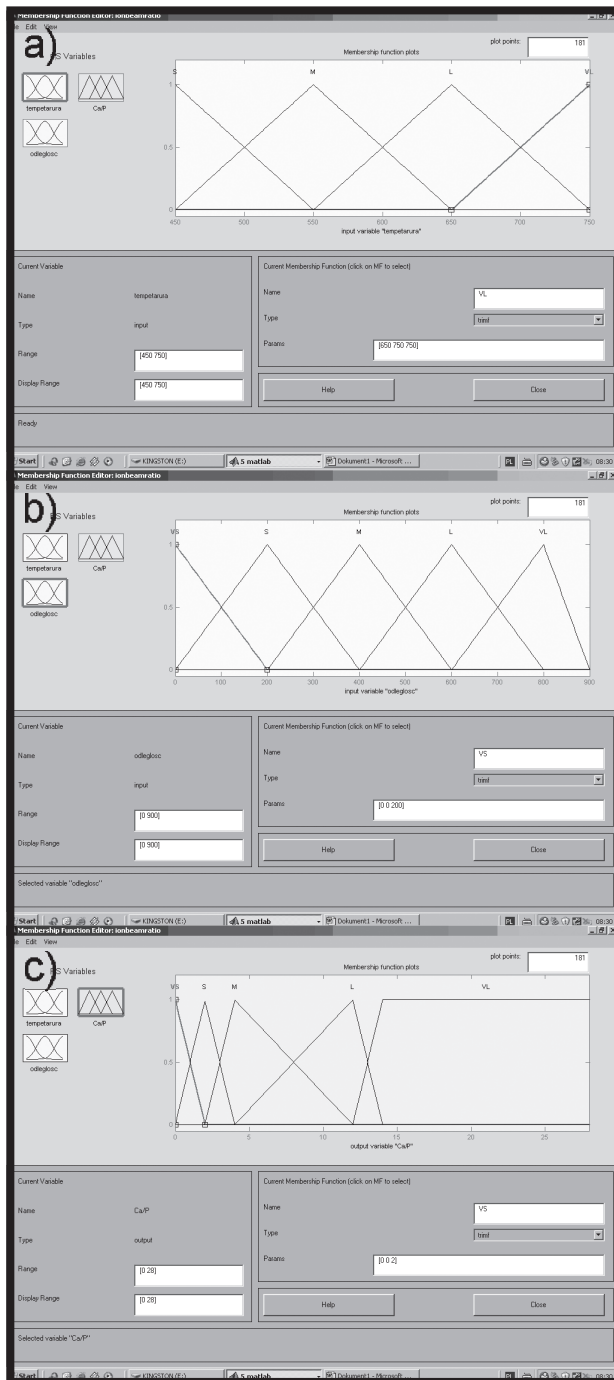 Membership Function Editor: ionbeamratio
Edit View
a)
FIS Variables
plot points: 181
Membership function plots
S M L VL
tempetarura Ca/P
odleglosc
1
0.5
0
450 500 550 600 650 700 750
input variable "tempetarura"
Current Variable
Name tempetarura
Type input
Range [450 750]
Display Range [450 750]
Current Membership Function (click on MF to select)
Name VL
Type trimf
Params [650 750 750]
Help Close
Ready
Start KINGSTON (E:) 5 matlab Dokument1 - Microsoft ... PL 08:30
Membership Function Editor: ionbeamratio
Edit View
b)
FIS Variables
plot points: 181
Membership function plots
VS S M L VL
tempetarura Ca/P
odleglosc
1
0.5
0
0 100 200 300 400 500 600 700 800 900
input variable "odleglosc"
Current Variable
Name odleglosc
Type input
Range [0 900]
Display Range [0 900]
Current Membership Function (click on MF to select)
Name VS
Type trimf
Params [0 0 200]
Help Close
Selected variable "odleglosc"
Start KINGSTON (E:) 5 matlab Dokument1 - Microsoft ... PL 08:30
Membership Function Editor: ionbeamratio
Edit View
c)
FIS Variables
plot points: 181
Membership function plots
VS S M L VL
tempetarura Ca/P
odleglosc
1
0.5
0
0 5 10 15 20 25
output variable "Ca/P"
Current Variable
Name Ca/P
Type output
Range [0 28]
Display Range [0 28]
Current Membership Function (click on MF to select)
Name VS
Type trimf
Params [0 0 2]
Help Close
Selected variable "Ca/P"
Start KINGSTON (E:) 5 matlab Dokument1 - Microsoft ... PL 08:30